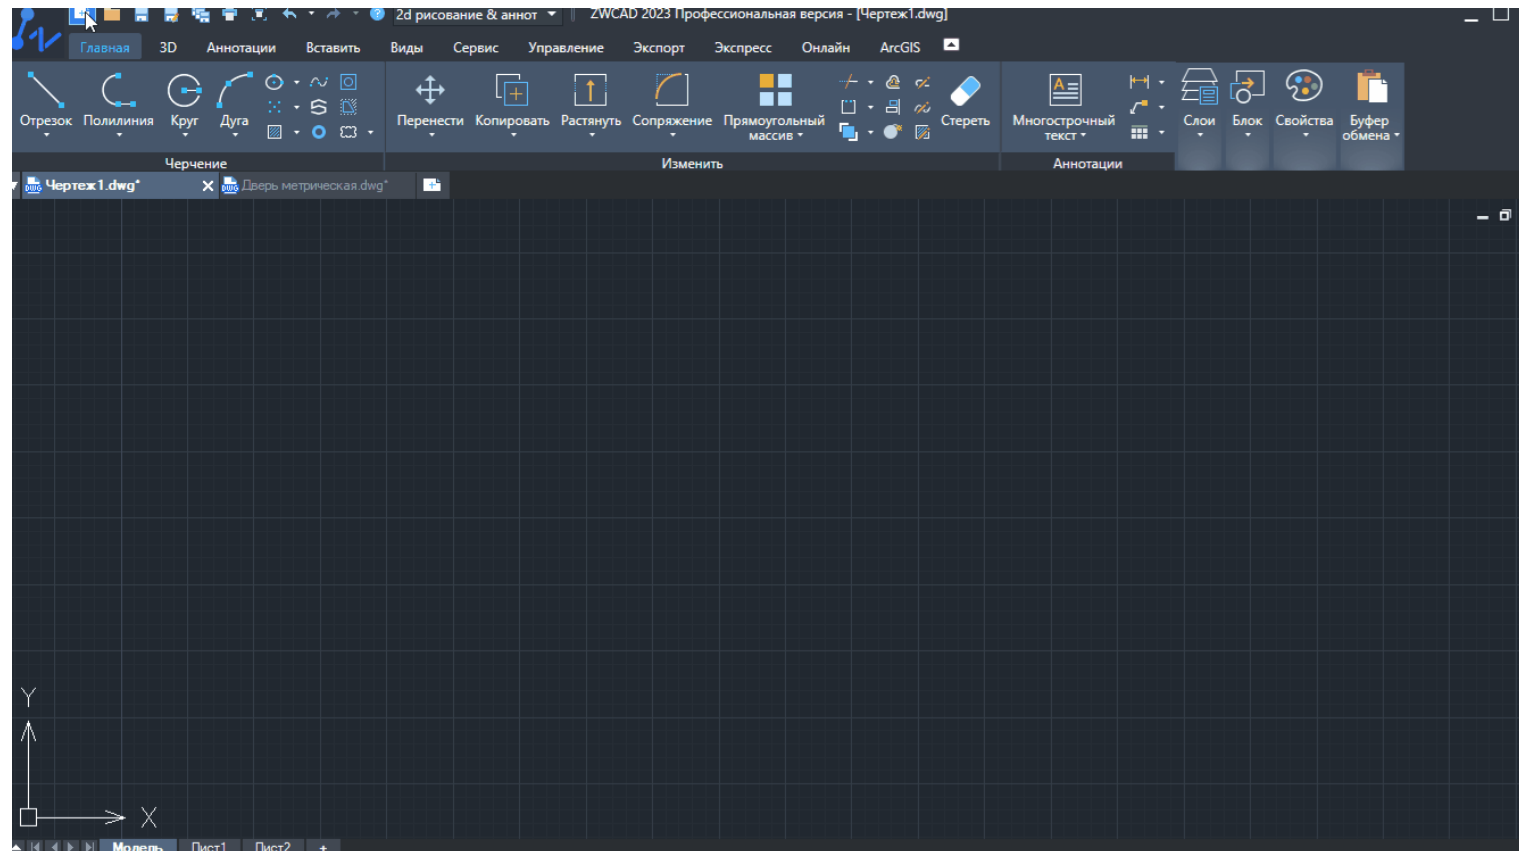 2d рисование & аннот
ZWCAD 2023 Профессиональная версия - [Чертеж1.dwg]
Главная 3D Аннотации Вставить Виды Сервис Управление Экспорт Экспресс Онлайн ArcGIS
Отрезок Полилиния Круг Дуга Перенести Копировать Растянуть Сопряжение Прямоугольный массив Стереть Многострочный текст Слои Блок Свойства Буфер обмена
Черчение Изменить Аннотации
Чертеж1.dwg* Дверь метрическая.dwg*
Y
X
Модель Лист1 Лист2 +